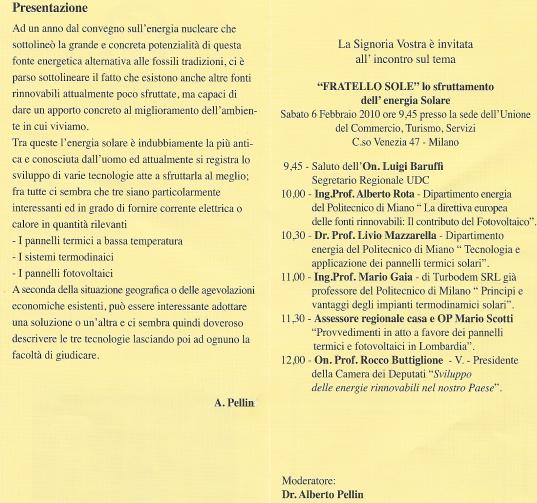 Presentazione
Ad un anno dal convegno sull'energia nucleare che
sottolineò la grande e concreta potenzialità di questa
fonte energetica alternativa alle fossili tradizioni, ci è
parso sottolineare il fatto che esistono anche altre fonti
rinnovabili attualmente poco sfruttate, ma capaci di
dare un apporto concreto al miglioramento dell'ambien-
te in cui viviamo.
Tra queste l'energia solare è indubbiamente la più anti-
ca e conosciuta dall'uomo ed attualmente si registra lo
sviluppo di varie tecnologie atte a sfruttarla al meglio;
fra tutte ci sembra che tre siano particolarmente
interessanti ed in grado di fornire corrente elettrica o
calore in quantità rilevanti
- I pannelli termici a bassa temperatura
- I sistemi termodinaici
- I pannelli fotovoltaici
A seconda della situazione geografica o delle agevolazioni
economiche esistenti, può essere interessante adottare
una soluzione o un'altra e ci sembra quindi doveroso
descrivere le tre tecnologie lasciando poi ad ognuno la
facoltà di giudicare.
A. Pellin
La Signoria Vostra è invitata
all' incontro sul tema
"FRATELLO SOLE" lo sfruttamento
dell' energia Solare
Sabato 6 Febbraio 2010 ore 9,45 presso la sede dell'Unione
del Commercio, Turismo, Servizi
C.so Venezia 47 - Milano
9,45 - Saluto dell'On. Luigi Baruffi
Segretario Regionale UDC
10,00 - Ing.Prof. Alberto Rota - Dipartimento energia
del Politecnico di Miano " La direttiva europea
delle fonti rinnovabili: Il contributo del Fotovoltaico".
10,30 - Dr. Prof. Livio Mazzarella - Dipartimento
energia del Politecnico di Miano " Tecnologia e
applicazione dei pannelli termici solari".
11,00 - Ing.Prof. Mario Gaia - di Turbodem SRL già
professore del Politecnico di Milano " Principi e
vantaggi degli impianti termodinamici solari".
11,30 - Assessore regionale casa e OP Mario Scotti
"Provvedimenti in atto a favore dei pannelli
termici e fotovoltaici in Lombardia".
12,00 - On. Prof. Rocco Buttiglione - V. - Presidente
della Camera dei Deputati "Sviluppo
delle energie rinnovabili nel nostro Paese".
Moderatore:
Dr. Alberto Pellin